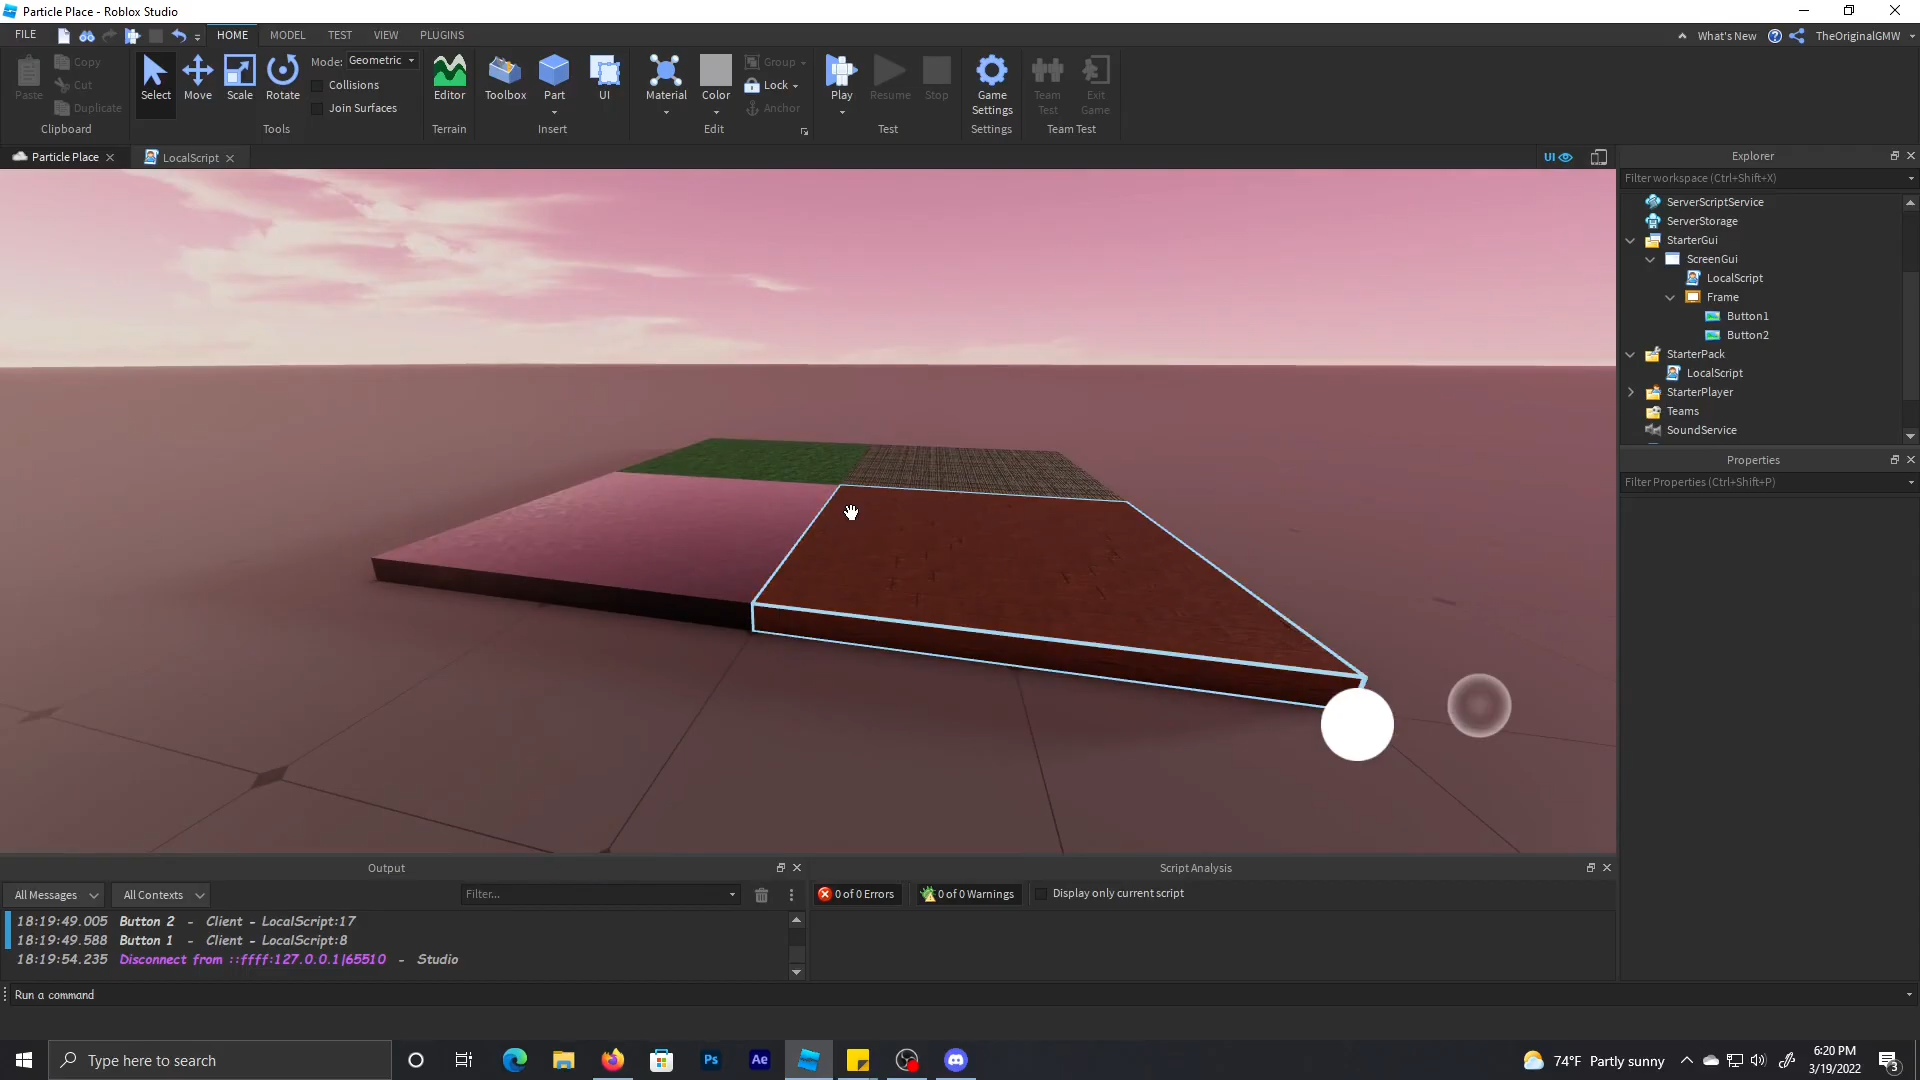 Particle Place - Roblox Studio
FILE HOME MODEL TEST VIEW PLUGINS What's New TheOriginalGMW
Paste Copy Cut Duplicate Clipboard
Select Move Scale Rotate Mode: Geometric Collisions Join Surfaces Tools
Editor Terrain
Toolbox Part UI Insert
Material Color Group Lock Anchor Edit
Play Resume Stop Test
Game Settings Settings
Team Test Exit Game Team Test
Particle Place LocalScript UI
Explorer
Filter workspace (Ctrl+Shift+X)
ServerScriptService
ServerStorage
StarterGui
ScreenGui
LocalScript
Frame
Button1
Button2
StarterPack
LocalScript
StarterPlayer
Teams
SoundService
Properties
Filter Properties (Ctrl+Shift+P)
Output
All Messages All Contexts Filter...
18:19:49.005 Button 2 - Client - LocalScript:17
18:19:49.588 Button 1 - Client - LocalScript:8
18:19:54.235 Disconnect from ::ffff:127.0.0.1|65510 - Studio
Script Analysis
0 of 0 Errors 0 of 0 Warnings Display only current script
Run a command
Type here to search
Ps Ae
74°F Partly sunny
6:20 PM
3/19/2022
3